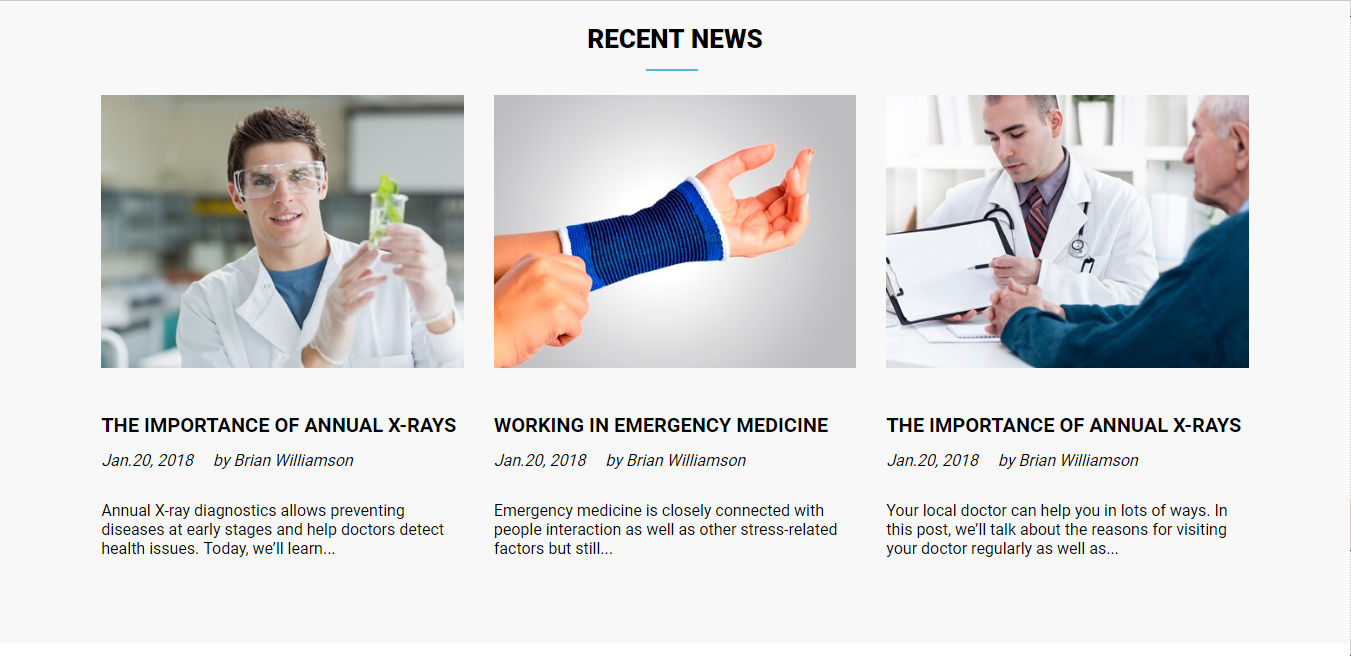 RECENT NEWS
THE IMPORTANCE OF ANNUAL X-RAYS
Jan.20, 2018 by Brian Williamson
Annual X-ray diagnostics allows preventing
diseases at early stages and help doctors detect
health issues. Today, we’ll learn...
WORKING IN EMERGENCY MEDICINE
Jan.20, 2018 by Brian Williamson
Emergency medicine is closely connected with
people interaction as well as other stress-related
factors but still...
THE IMPORTANCE OF ANNUAL X-RAYS
Jan.20, 2018 by Brian Williamson
Your local doctor can help you in lots of ways. In
this post, we’ll talk about the reasons for visiting
your doctor regularly as well as...